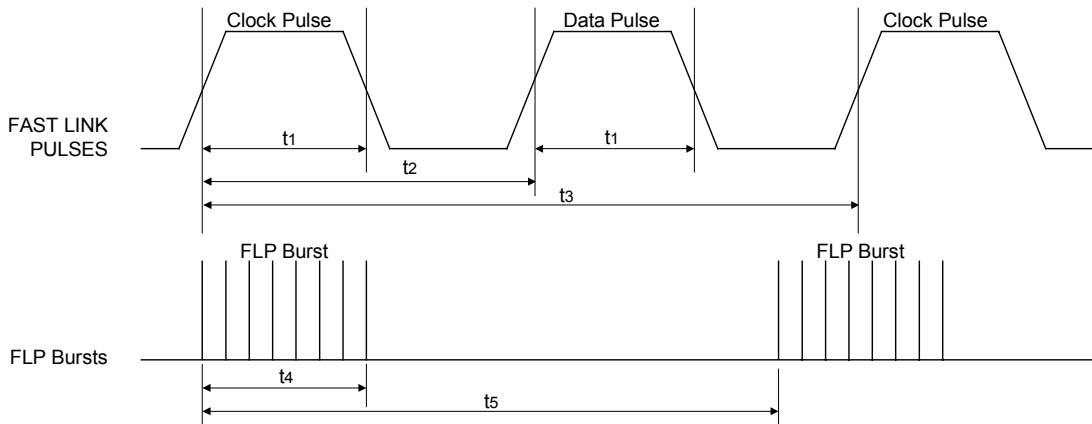 Clock Pulse Data Pulse Clock Pulse
FAST LINK
PULSES
t1 t1
t2
t3
FLP Burst FLP Burst
FLP Bursts
t4
t5